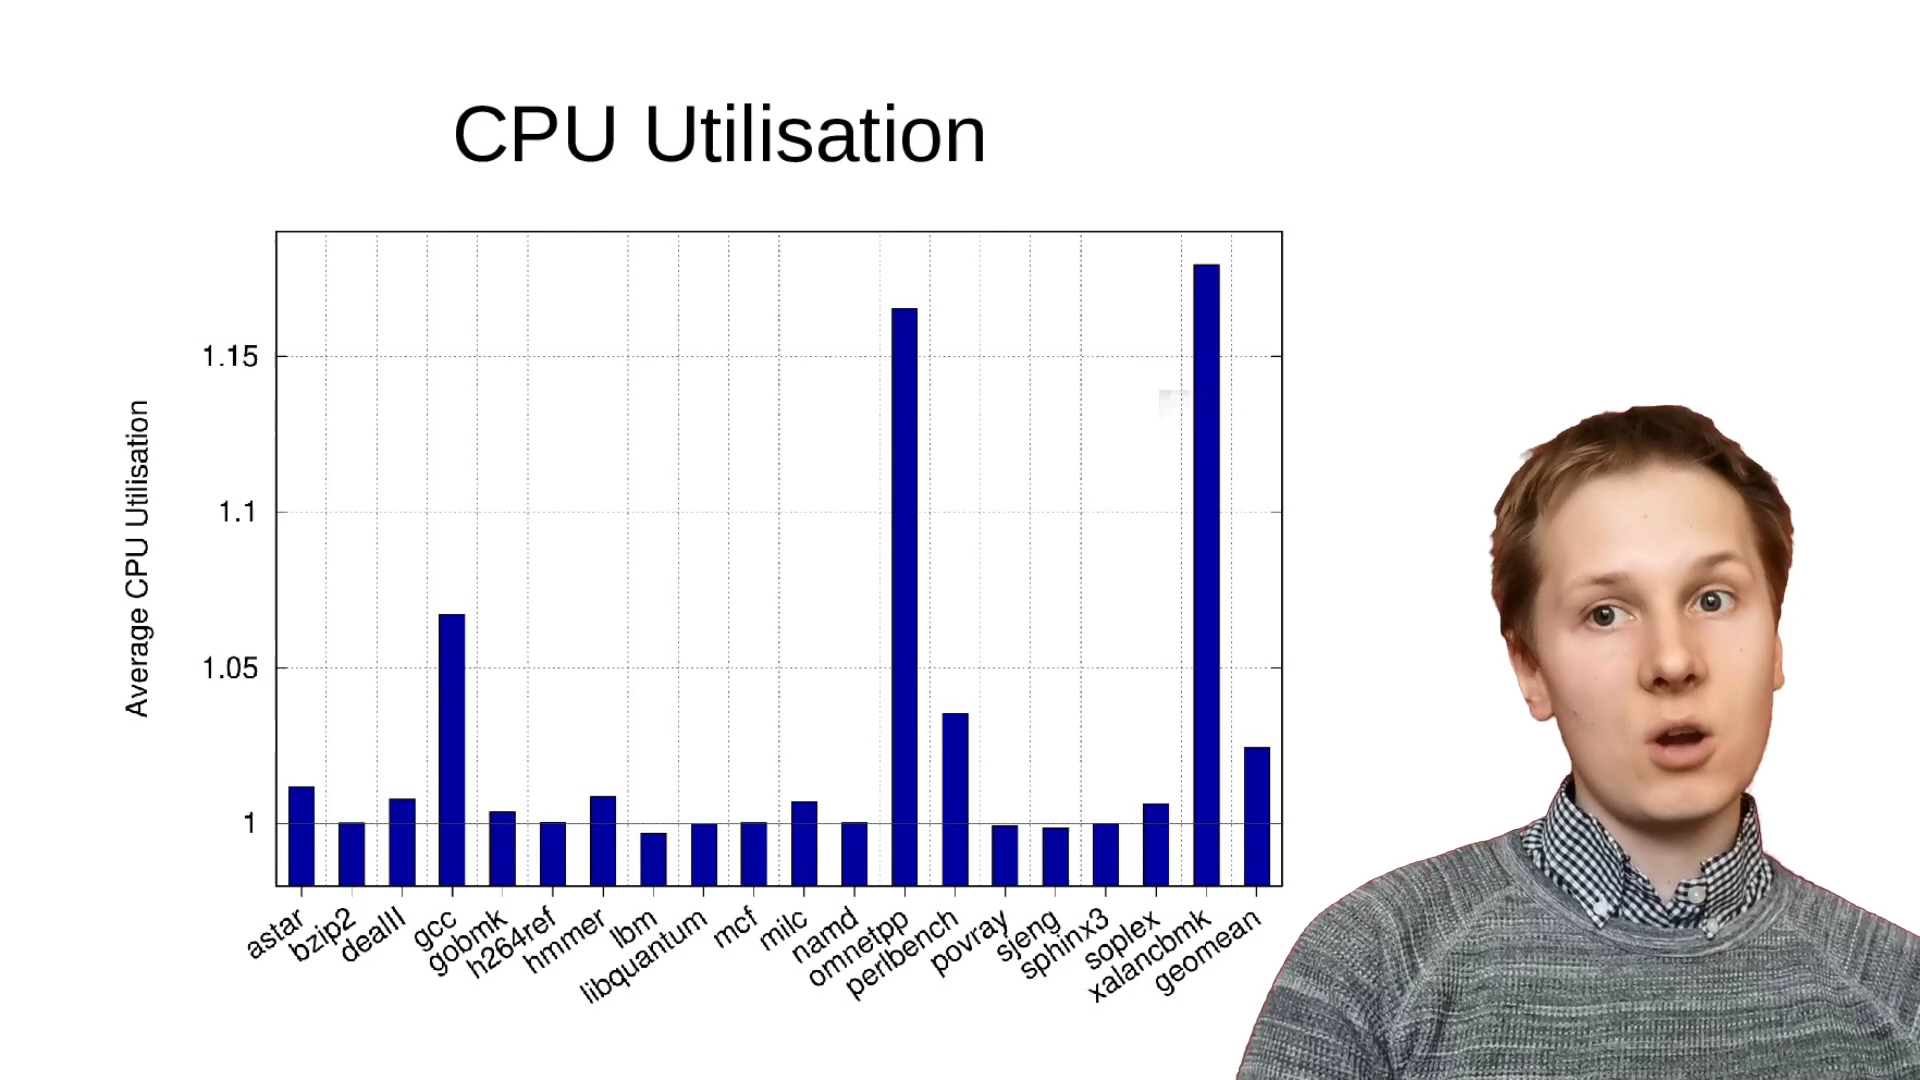 CPU Utilisation
Average CPU Utilisation
1.15
1.1
1.05
1
astar
bzip2
dealII
gcc
gobmk
h264ref
hmmer
lbm
libquantum
mcf
milc
namd
omnetpp
perlbench
povray
sjeng
sphinx3
soplex
xalancbmk
geomean